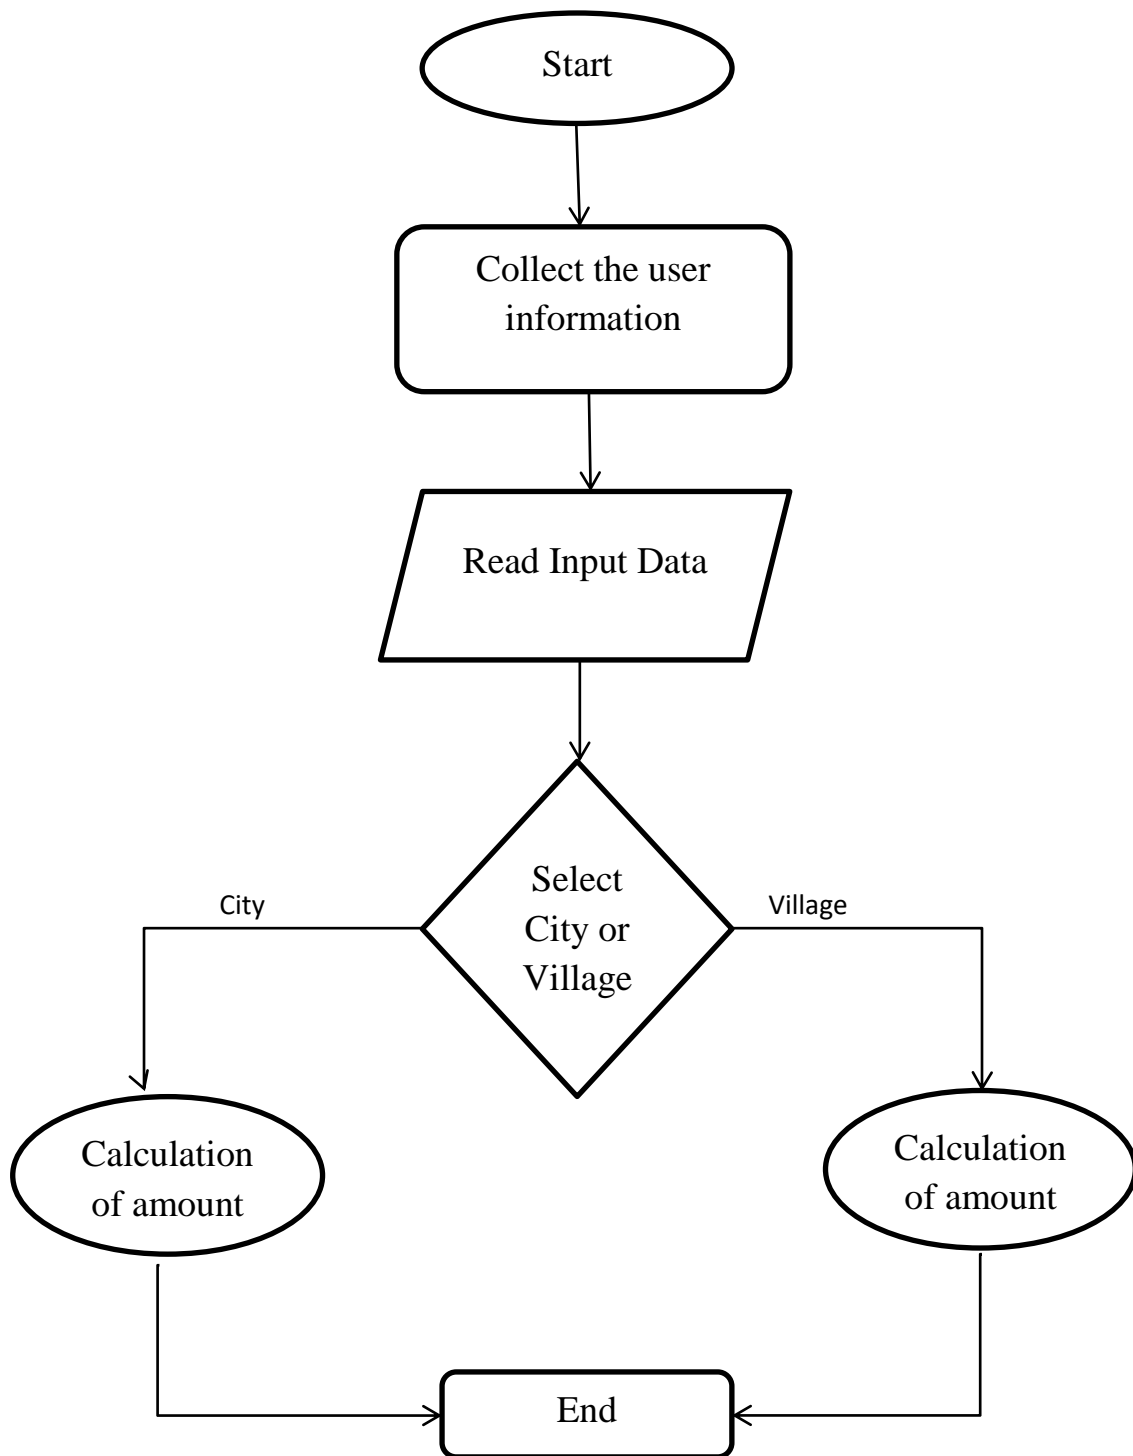 Start
Collect the user
information
Read Input Data
Select
City or
Village
City
Village
Calculation
of amount
Calculation
of amount
End